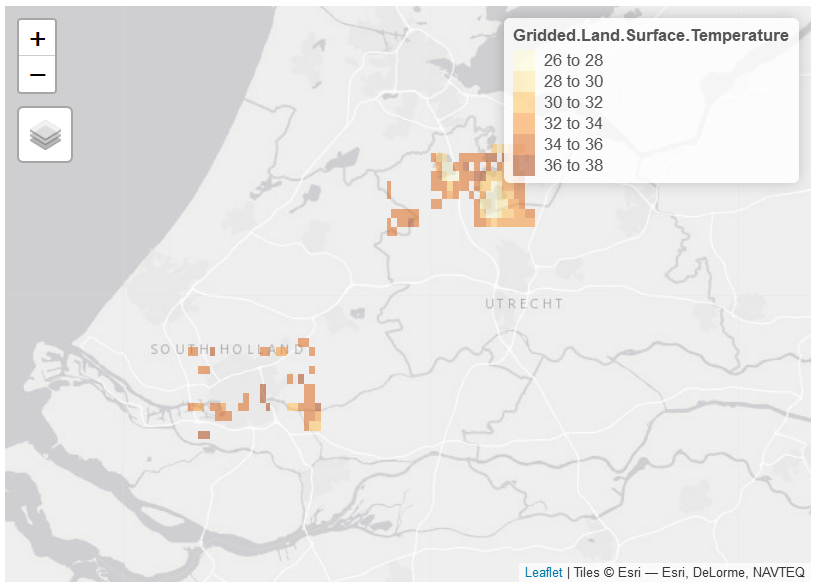 +
−
Gridded.Land.Surface.Temperature
26 to 28
28 to 30
30 to 32
32 to 34
34 to 36
36 to 38
UTRECHT
SOUTH HOLLAND
Leaflet | Tiles © Esri — Esri, DeLorme, NAVTEQ